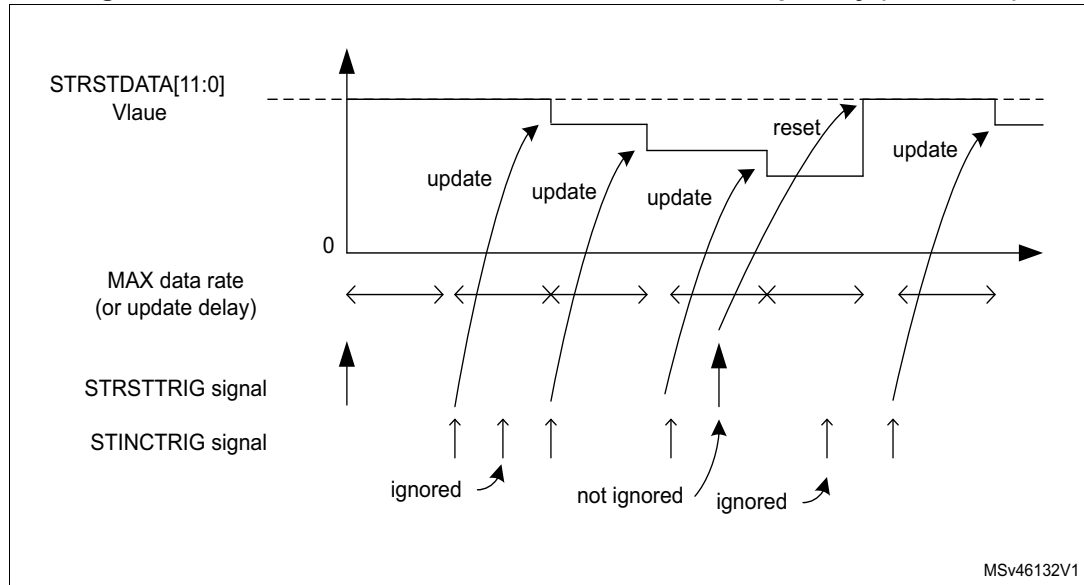 STRSTDATA[11:0]
Vlaue
reset
update
update
update
update
0
MAX data rate
(or update delay)
STRSTTRIG signal
STINCTRIG signal
ignored
not ignored
ignored
MSv46132V1